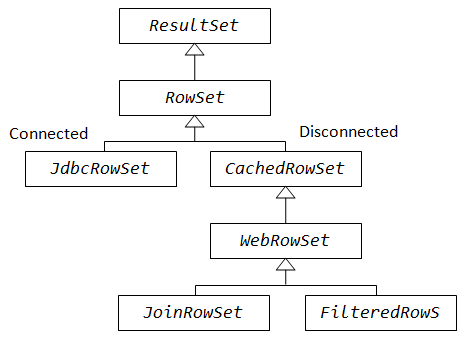 ResultSet
RowSet
Connected
Disconnected
JdbcRowSet
CachedRowSet
WebRowSet
JoinRowSet
FilteredRowS